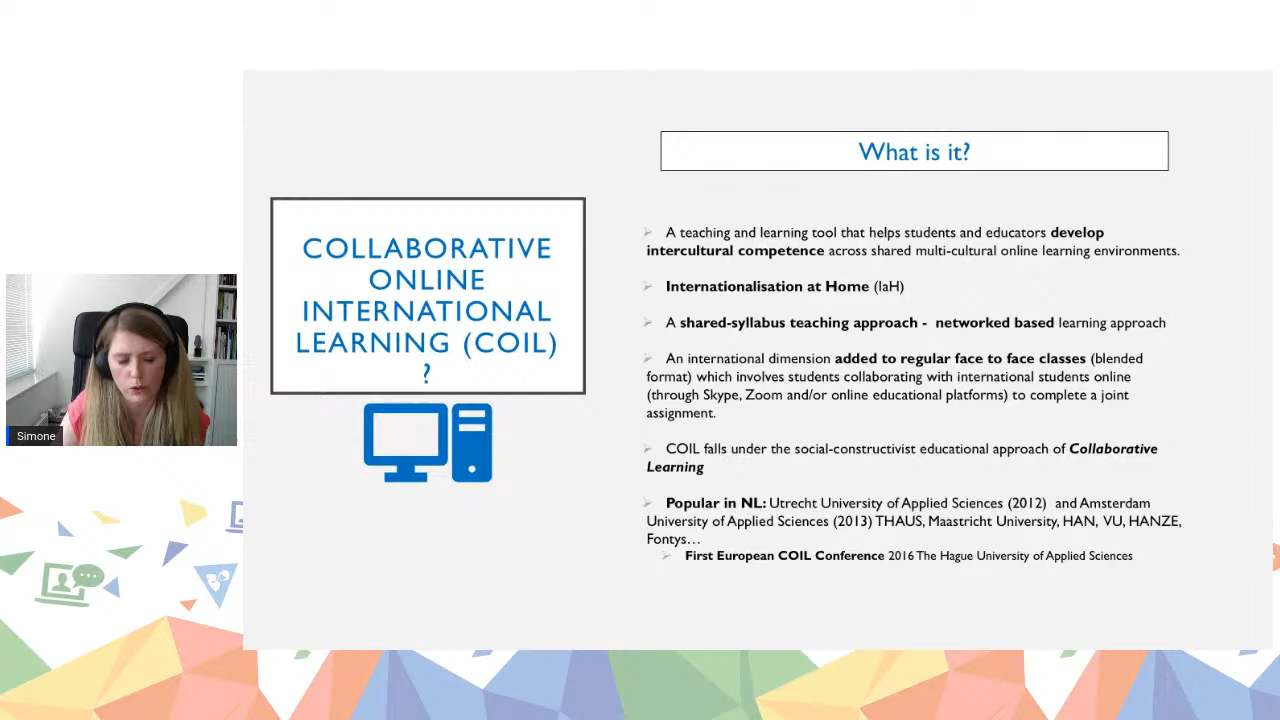 What is it?
COLLABORATIVE
ONLINE
INTERNATIONAL
LEARNING (COIL)
?
A teaching and learning tool that helps students and educators develop
intercultural competence across shared multi-cultural online learning environments.
Internationalisation at Home (IaH)
A shared-syllabus teaching approach - networked based learning approach
An international dimension added to regular face to face classes (blended
format) which involves students collaborating with international students online
(through Skype, Zoom and/or online educational platforms) to complete a joint
assignment.
COIL falls under the social-constructivist educational approach of Collaborative
Learning
Popular in NL: Utrecht University of Applied Sciences (2012) and Amsterdam
University of Applied Sciences (2013) THAUS, Maastricht University, HAN, VU, HANZE,
Fontys...
First European COIL Conference 2016 The Hague University of Applied Sciences
Simone